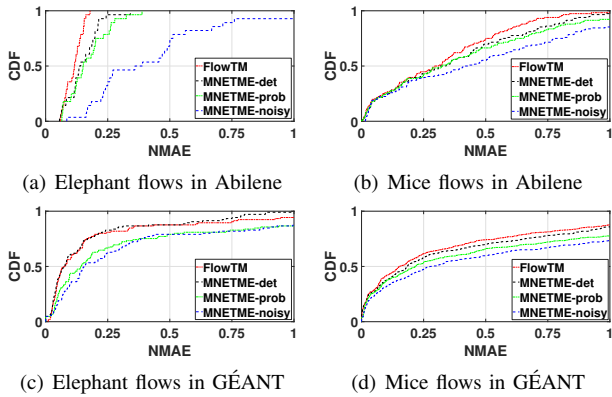 1
0.5
0
CDF
FlowTM
MNETME-det
MNETME-prob
MNETME-noisy
0 0.25 0.5 0.75 1
NMAE
(a) Elephant flows in Abilene
1
0.5
0
CDF
FlowTM
MNETME-det
MNETME-prob
MNETME-noisy
0 0.25 0.5 0.75 1
NMAE
(b) Mice flows in Abilene
1
0.5
0
CDF
FlowTM
MNETME-det
MNETME-prob
MNETME-noisy
0 0.25 0.5 0.75 1
NMAE
(c) Elephant flows in GÉANT
1
0.5
0
CDF
FlowTM
MNETME-det
MNETME-prob
MNETME-noisy
0 0.25 0.5 0.75 1
NMAE
(d) Mice flows in GÉANT